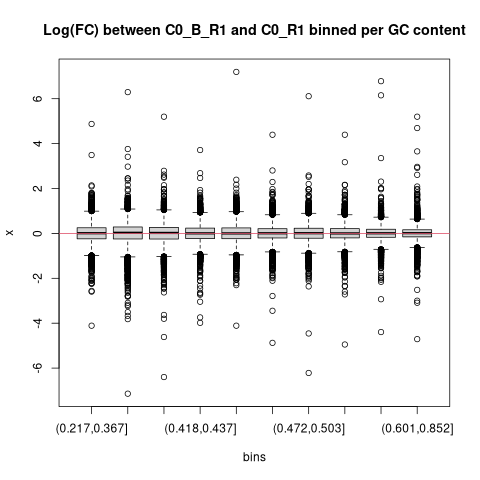 Log(FC) between C0_B_R1 and C0_R1 binned per GC content
x
6
4
2
0
-2
-4
-6
(0.217,0.367] (0.418,0.437] (0.472,0.503] (0.601,0.852]
bins